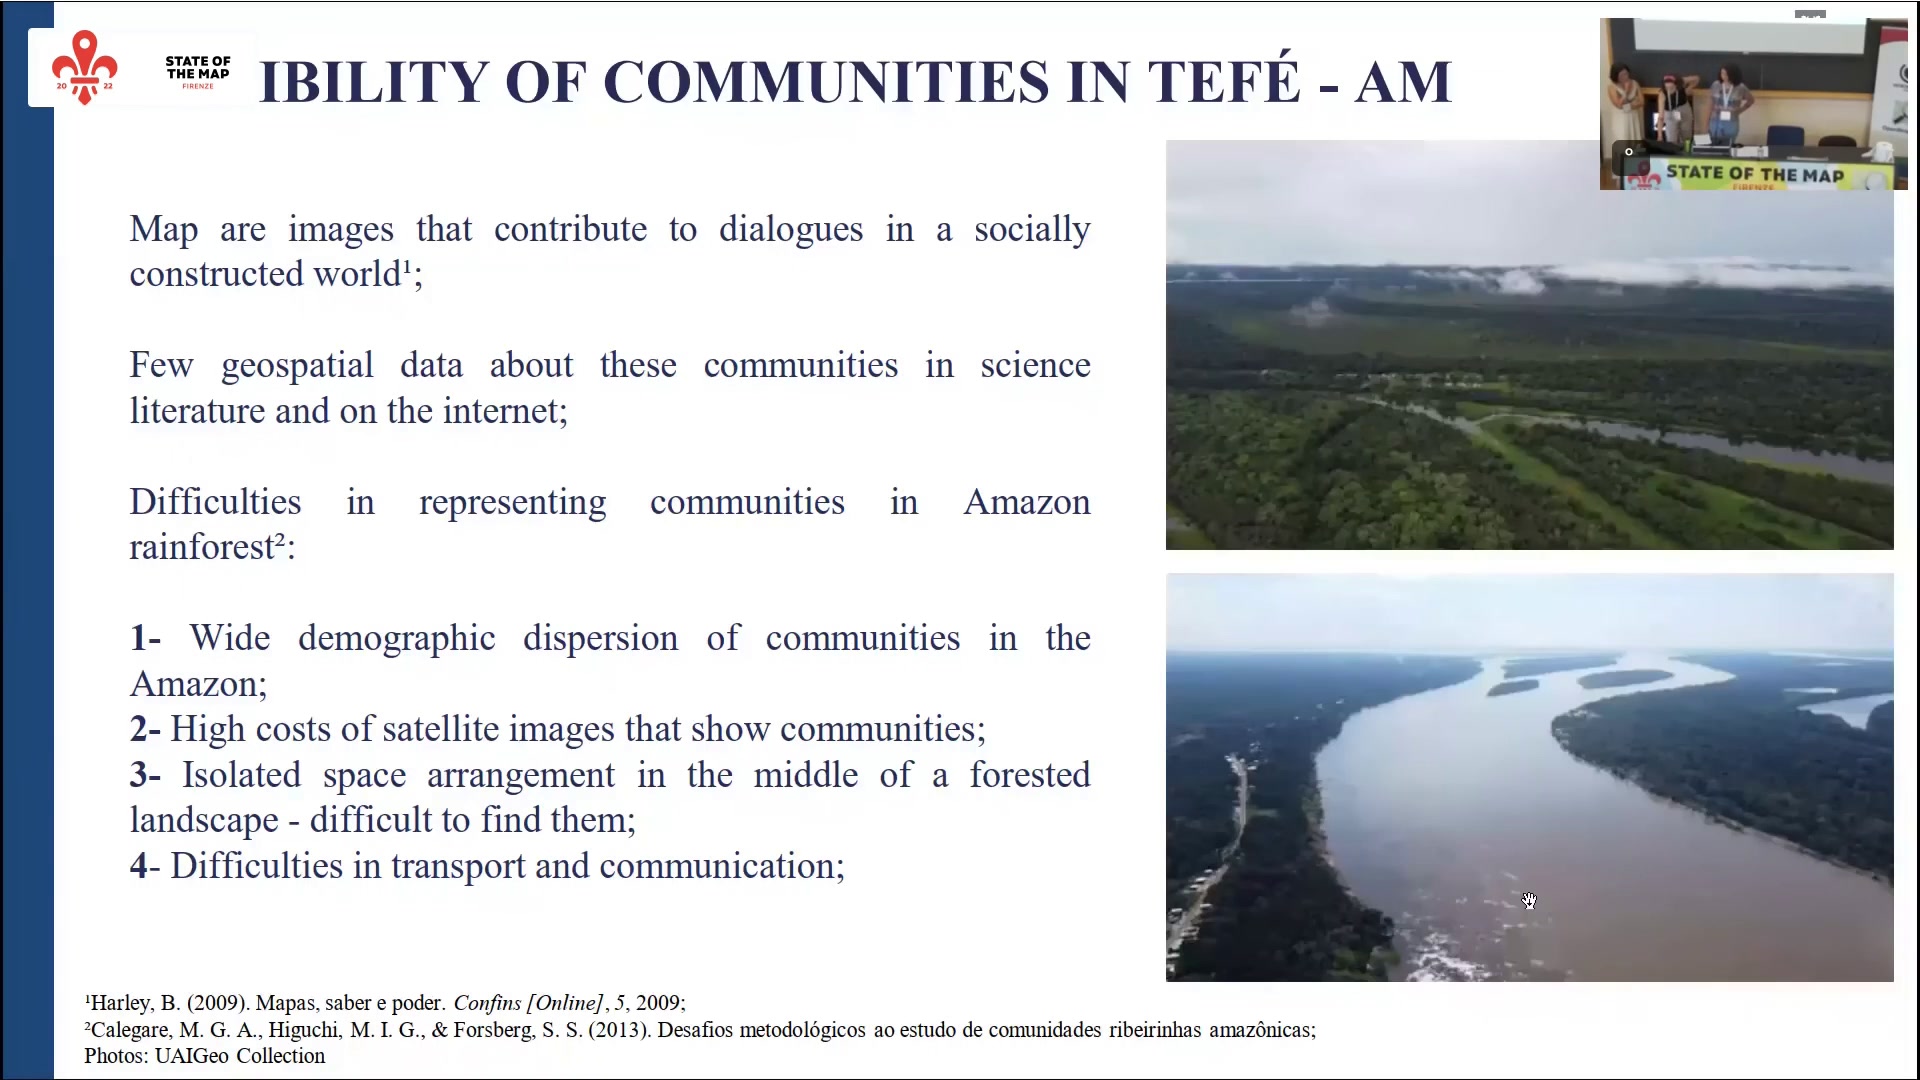 STATE OF
THE MAP
FIRENZE
20 22
IBILITY OF COMMUNITIES IN TEFÉ - AM
STATE OF THE MAP
FIRENZE
Map are images that contribute to dialogues in a socially
constructed world¹;
Few geospatial data about these communities in science
literature and on the internet;
Difficulties in representing communities in Amazon
rainforest²:
1- Wide demographic dispersion of communities in the
Amazon;
2- High costs of satellite images that show communities;
3- Isolated space arrangement in the middle of a forested
landscape - difficult to find them;
4- Difficulties in transport and communication;
¹Harley, B. (2009). Mapas, saber e poder. Confins [Online], 5, 2009;
²Calegare, M. G. A., Higuchi, M. I. G., & Forsberg, S. S. (2013). Desafios metodológicos ao estudo de comunidades ribeirinhas amazônicas;
Photos: UAIGeo Collection